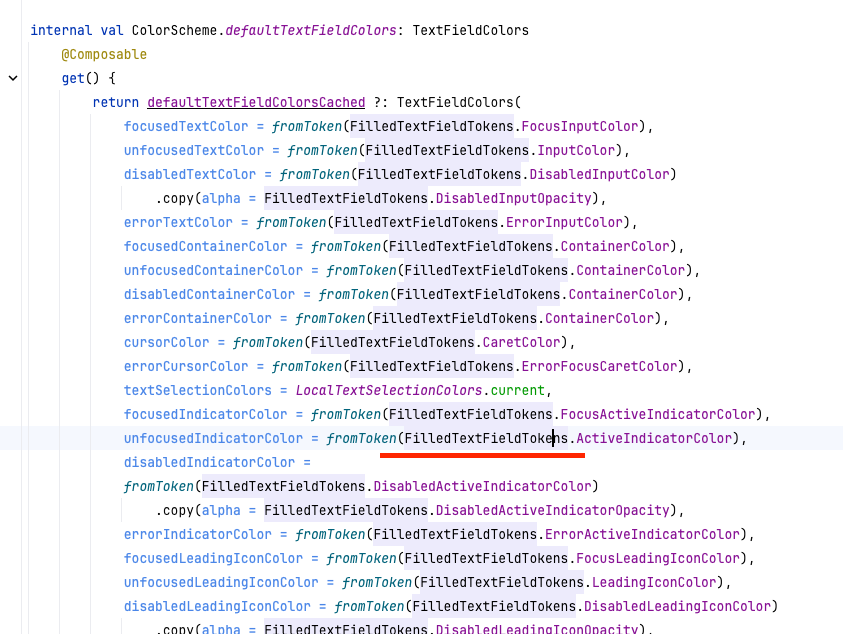 internal val ColorScheme.defaultTextFieldColors: TextFieldColors
@Composable
get() {
return defaultTextFieldColorsCached ?: TextFieldColors(
focusedTextColor = fromToken(FilledTextFieldTokens.FocusInputColor),
unfocusedTextColor = fromToken(FilledTextFieldTokens.InputColor),
disabledTextColor = fromToken(FilledTextFieldTokens.DisabledInputColor)
.copy(alpha = FilledTextFieldTokens.DisabledInputOpacity),
errorTextColor = fromToken(FilledTextFieldTokens.ErrorInputColor),
focusedContainerColor = fromToken(FilledTextFieldTokens.ContainerColor),
unfocusedContainerColor = fromToken(FilledTextFieldTokens.ContainerColor),
disabledContainerColor = fromToken(FilledTextFieldTokens.ContainerColor),
errorContainerColor = fromToken(FilledTextFieldTokens.ContainerColor),
cursorColor = fromToken(FilledTextFieldTokens.CaretColor),
errorCursorColor = fromToken(FilledTextFieldTokens.ErrorFocusCaretColor),
textSelectionColors = LocalTextSelectionColors.current,
focusedIndicatorColor = fromToken(FilledTextFieldTokens.FocusActiveIndicatorColor),
unfocusedIndicatorColor = fromToken(FilledTextFieldTokens.ActiveIndicatorColor),
disabledIndicatorColor =
fromToken(FilledTextFieldTokens.DisabledActiveIndicatorColor)
.copy(alpha = FilledTextFieldTokens.DisabledActiveIndicatorOpacity),
errorIndicatorColor = fromToken(FilledTextFieldTokens.ErrorActiveIndicatorColor),
focusedLeadingIconColor = fromToken(FilledTextFieldTokens.FocusLeadingIconColor),
unfocusedLeadingIconColor = fromToken(FilledTextFieldTokens.LeadingIconColor),
disabledLeadingIconColor = fromToken(FilledTextFieldTokens.DisabledLeadingIconColor)
.copy(alpha = FilledTextFieldTokens.DisabledLeadingIconOpacity),